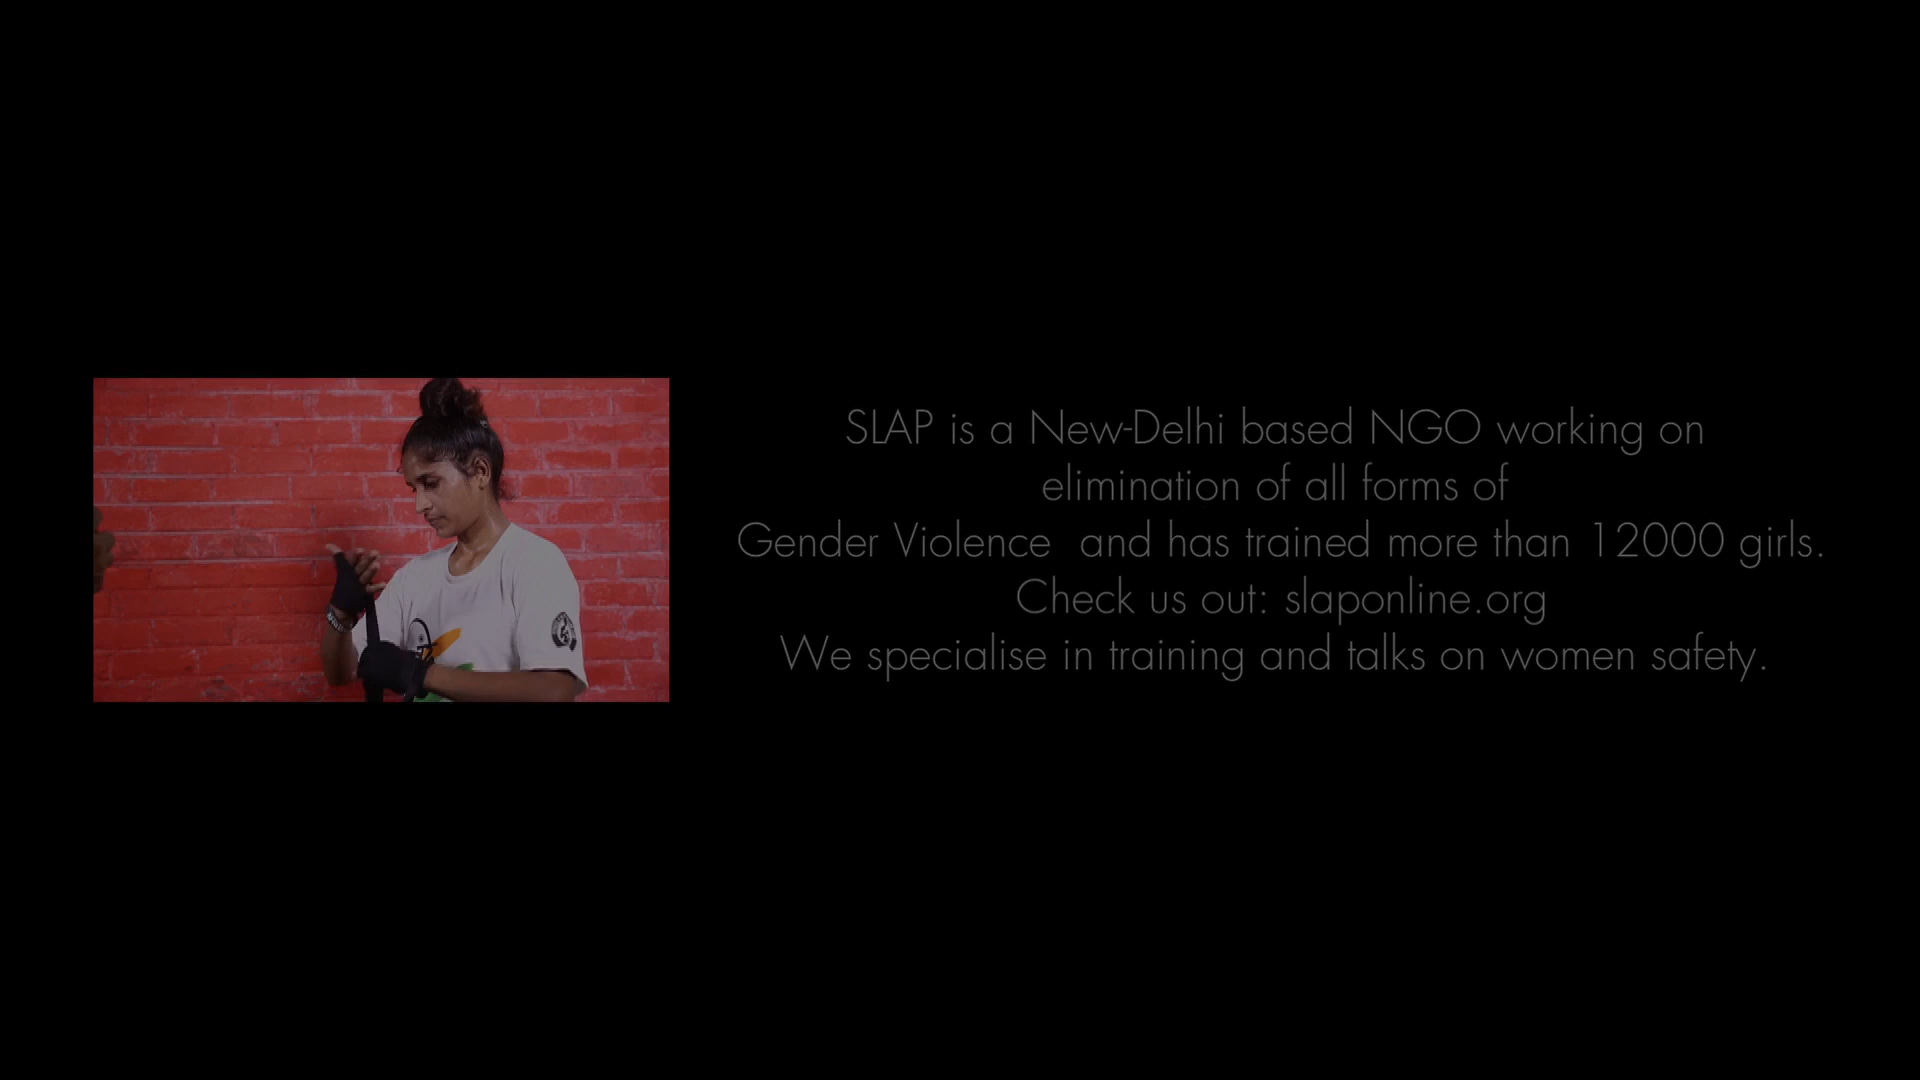 SLAP is a New-Delhi based NGO working on
elimination of all forms of
Gender Violence  and has trained more than 12000 girls.
Check us out: slaponline.org
We specialise in training and talks on women safety.